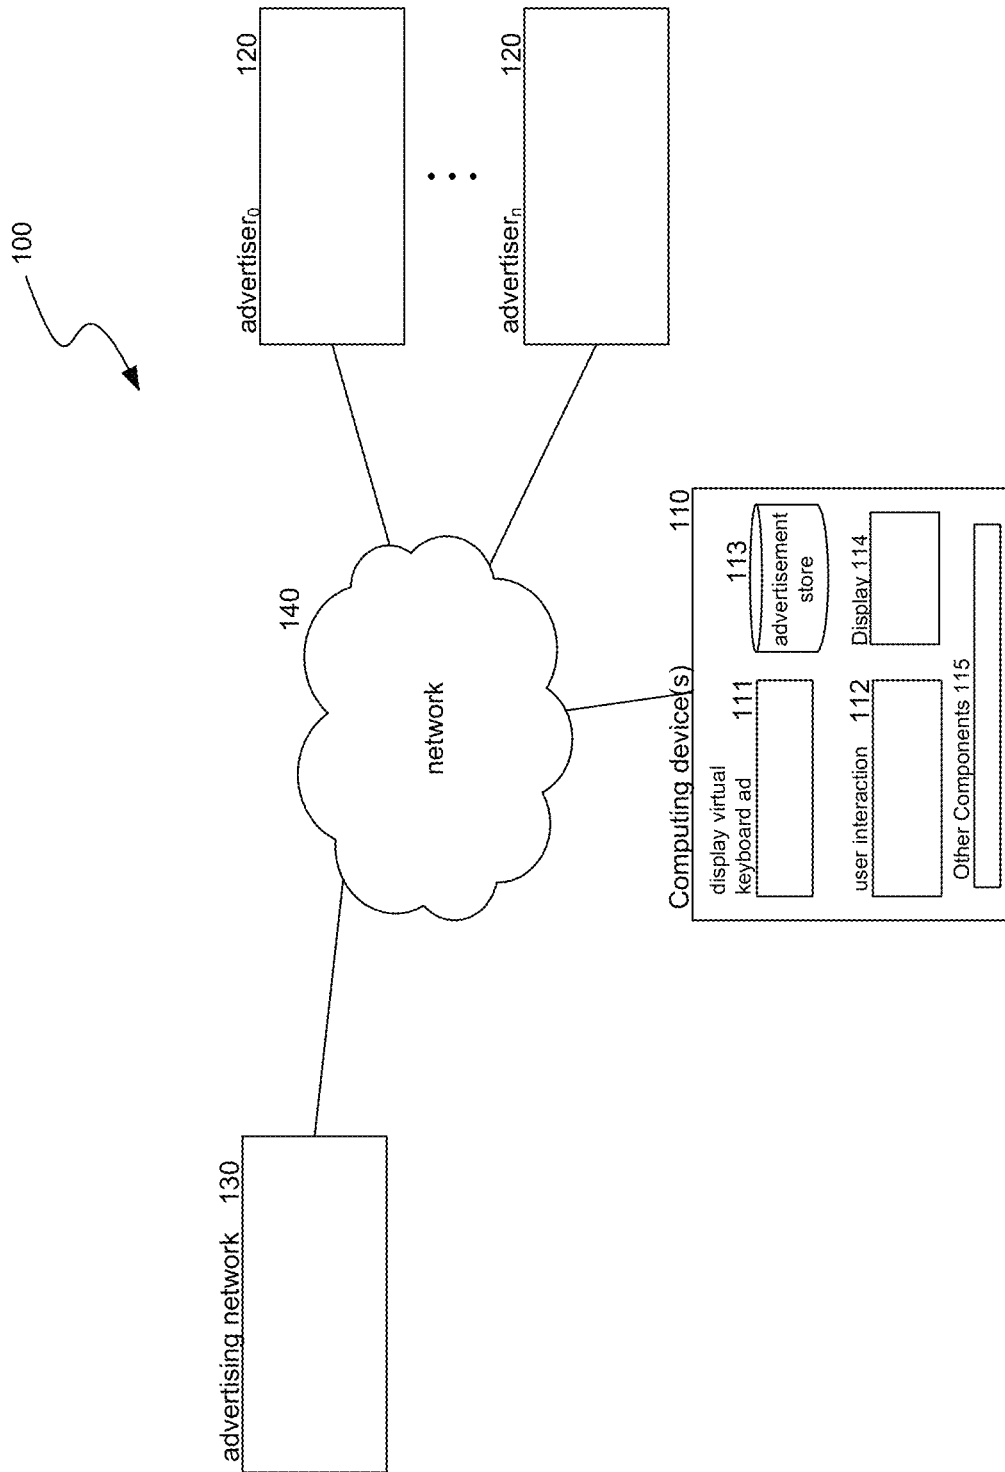 100
advertising network 130
140
network
advertiser0 120
advertisern 120
Computing device(s) 110
display virtual
keyboard ad 111
113
advertisement
store
user interaction 112
Display 114
Other Components 115